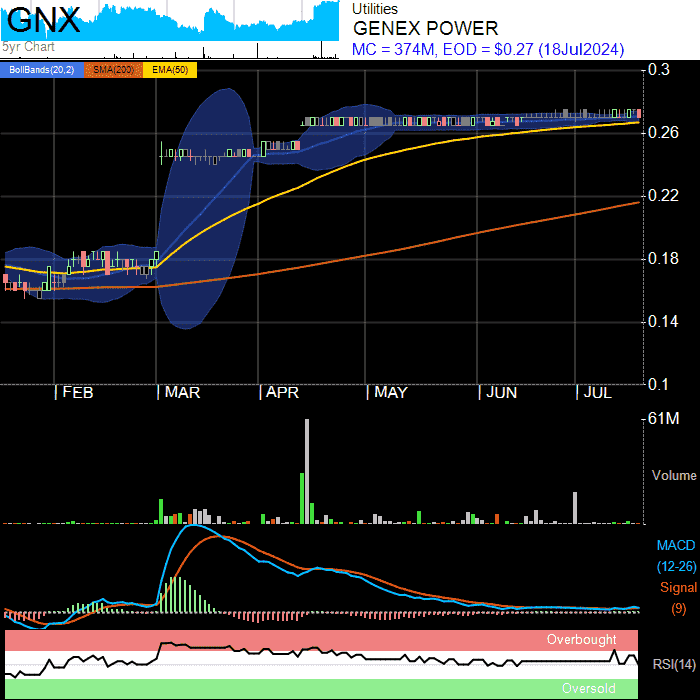 GNX
5yr Chart
Utilities
GENEX POWER
MC = 374M, EOD = $0.27 (18Jul2024)
BollBands(20,2) SMA(200) EMA(50)
0.3
0.26
0.22
0.18
0.14
0.1
FEB MAR APR MAY JUN JUL
61M
Volume
MACD
(12-26)
Signal
(9)
Overbought
RSI(14)
Oversold